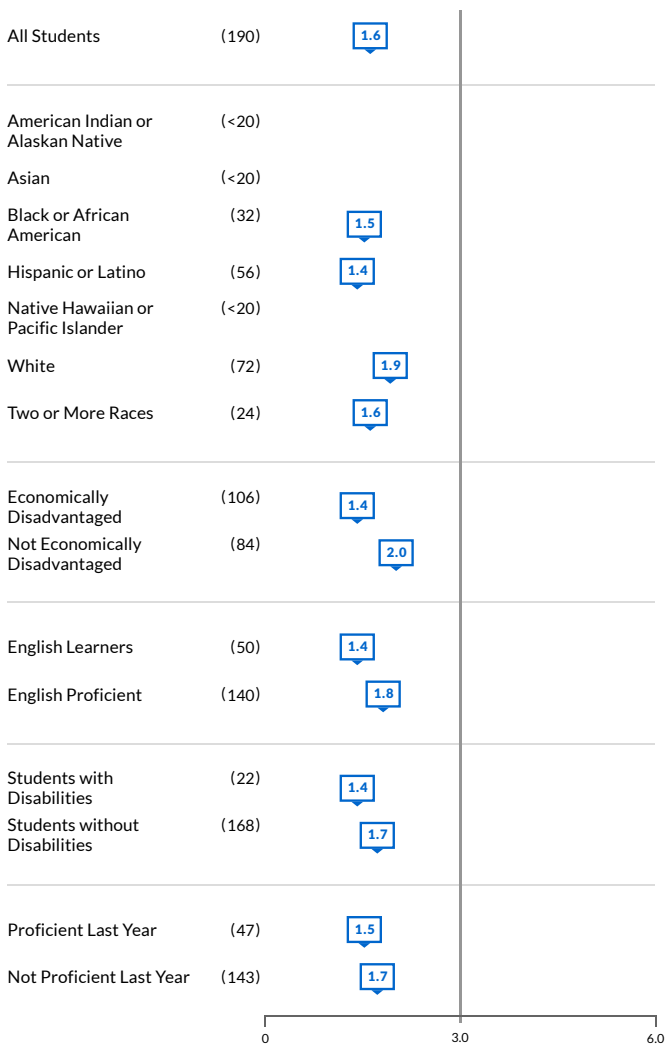 All Students (190) 1.6
American Indian or (<20)
Alaskan Native
Asian (<20)
Black or African (32) 1.5
American
Hispanic or Latino (56) 1.4
Native Hawaiian or (<20)
Pacific Islander
White (72) 1.9
Two or More Races (24) 1.6
Economically (106) 1.4
Disadvantaged
Not Economically (84) 2.0
Disadvantaged
English Learners (50) 1.4
English Proficient (140) 1.8
Students with (22) 1.4
Disabilities
Students without (168) 1.7
Disabilities
Proficient Last Year (47) 1.5
Not Proficient Last Year (143) 1.7
0 3.0 6.0